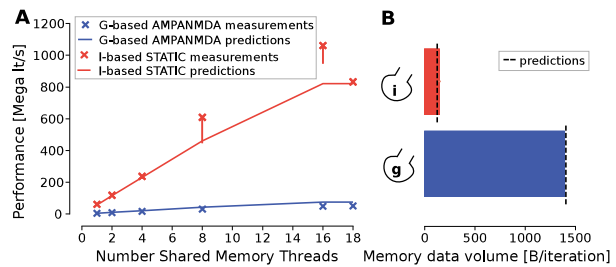 A
G-based AMPANMDA measurements
G-based AMPANMDA predictions
I-based STATIC measurements
I-based STATIC predictions
Performance [Mega It/s]
1200
1000
800
600
400
200
0
0 2 4 6 8 10 12 14 16 18
Number Shared Memory Threads
B
predictions
i
g
0 500 1000 1500
Memory data volume [B/iteration]